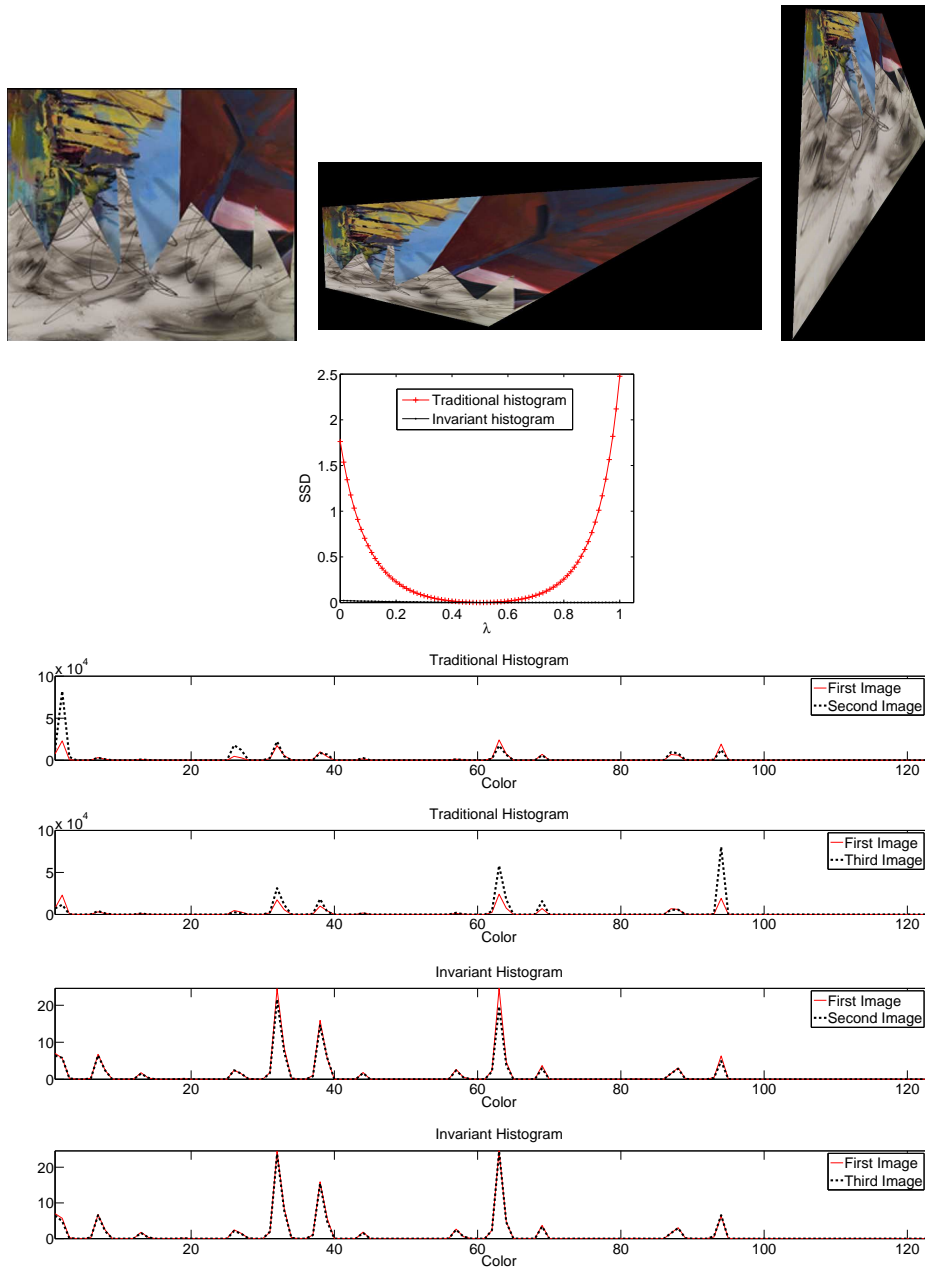 2.5
2
1.5
1
0.5
0
SSD
Traditional histogram
Invariant histogram
0 0.2 0.4 0.6 0.8 1
λ
Traditional Histogram
x 10^4
10
5
0
First Image
Second Image
20 40 60 80 100 120
Color
Traditional Histogram
x 10^4
10
5
0
First Image
Third Image
20 40 60 80 100 120
Color
Invariant Histogram
20
10
0
First Image
Second Image
20 40 60 80 100 120
Color
Invariant Histogram
20
10
0
First Image
Third Image
20 40 60 80 100 120
Color